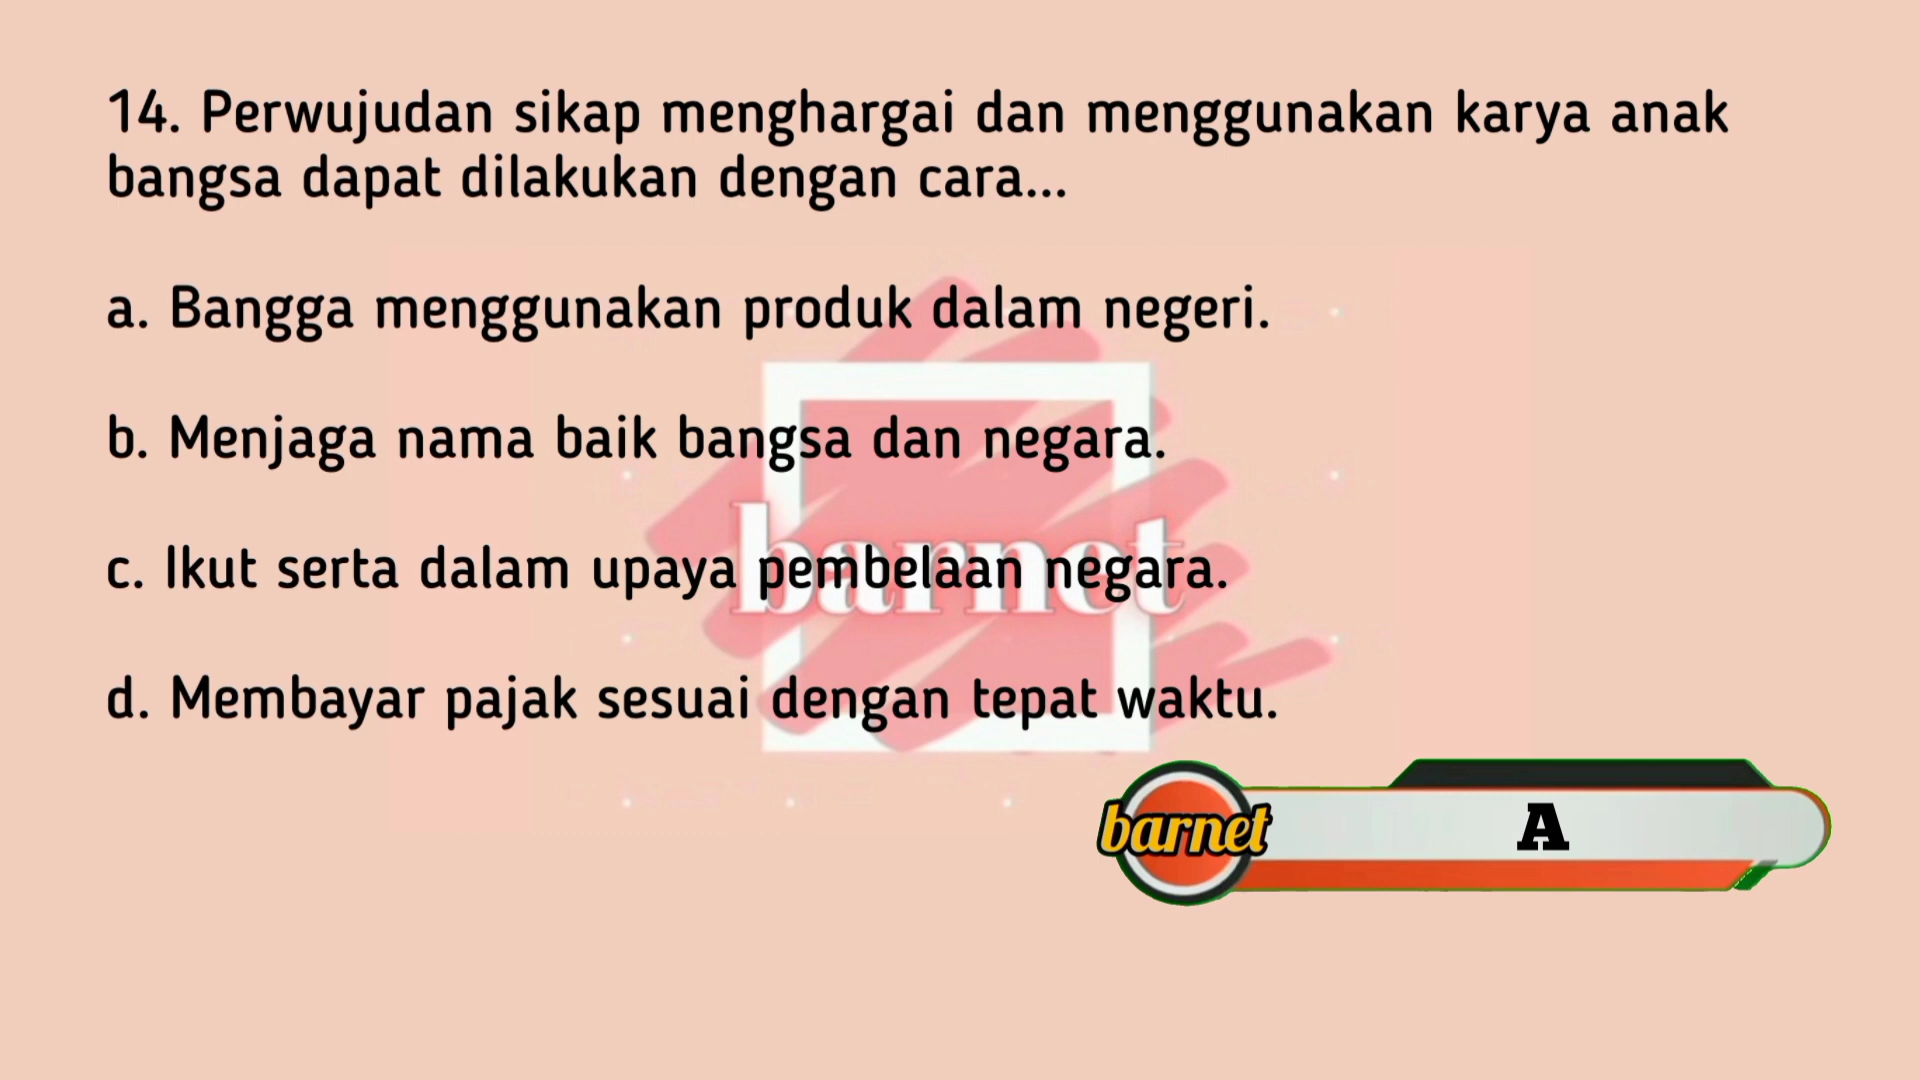 14. Perwujudan sikap menghargai dan menggunakan karya anak
bangsa dapat dilakukan dengan cara...
a. Bangga menggunakan produk dalam negeri.
b. Menjaga nama baik bangsa dan negara.
c. Ikut serta dalam upaya pembelaan negara.
barnet
d. Membayar pajak sesuai dengan tepat waktu.
barnet
A